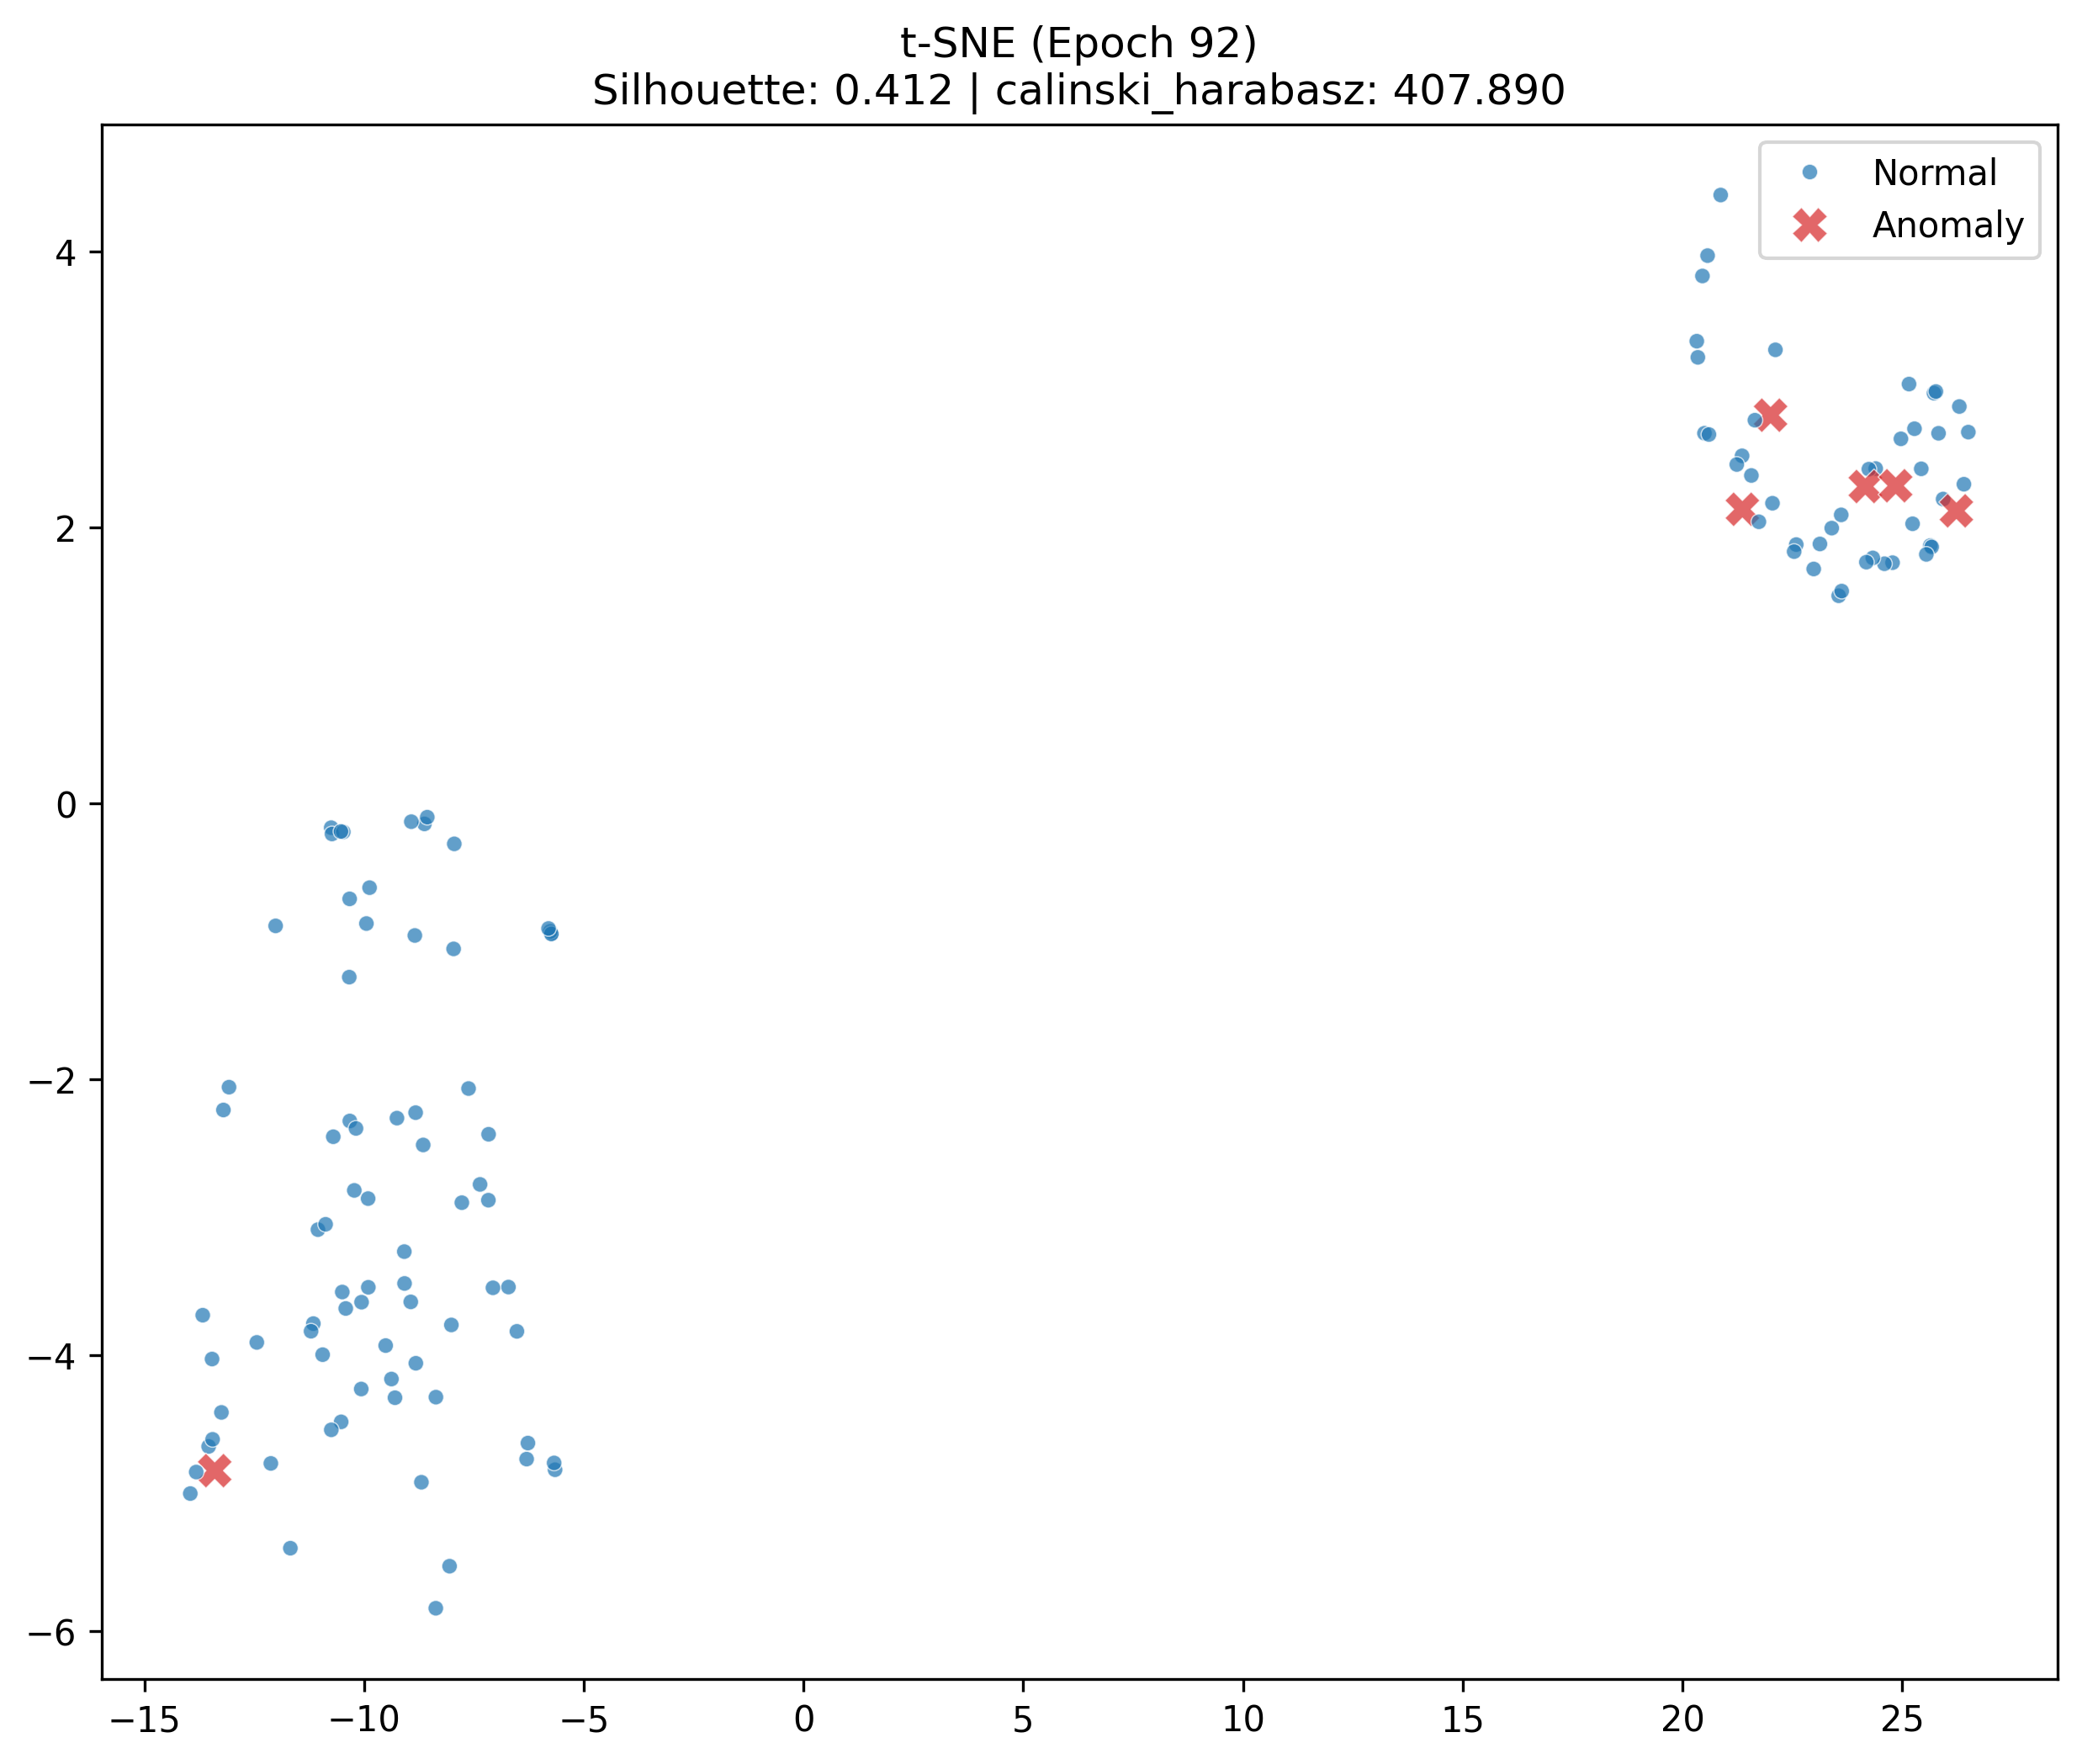 t-SNE (Epoch 92)
Silhouette: 0.412 | calinski_harabasz: 407.890
Normal
Anomaly
4
2
0
−2
−4
−6
−15 −10 −5 0 5 10 15 20 25